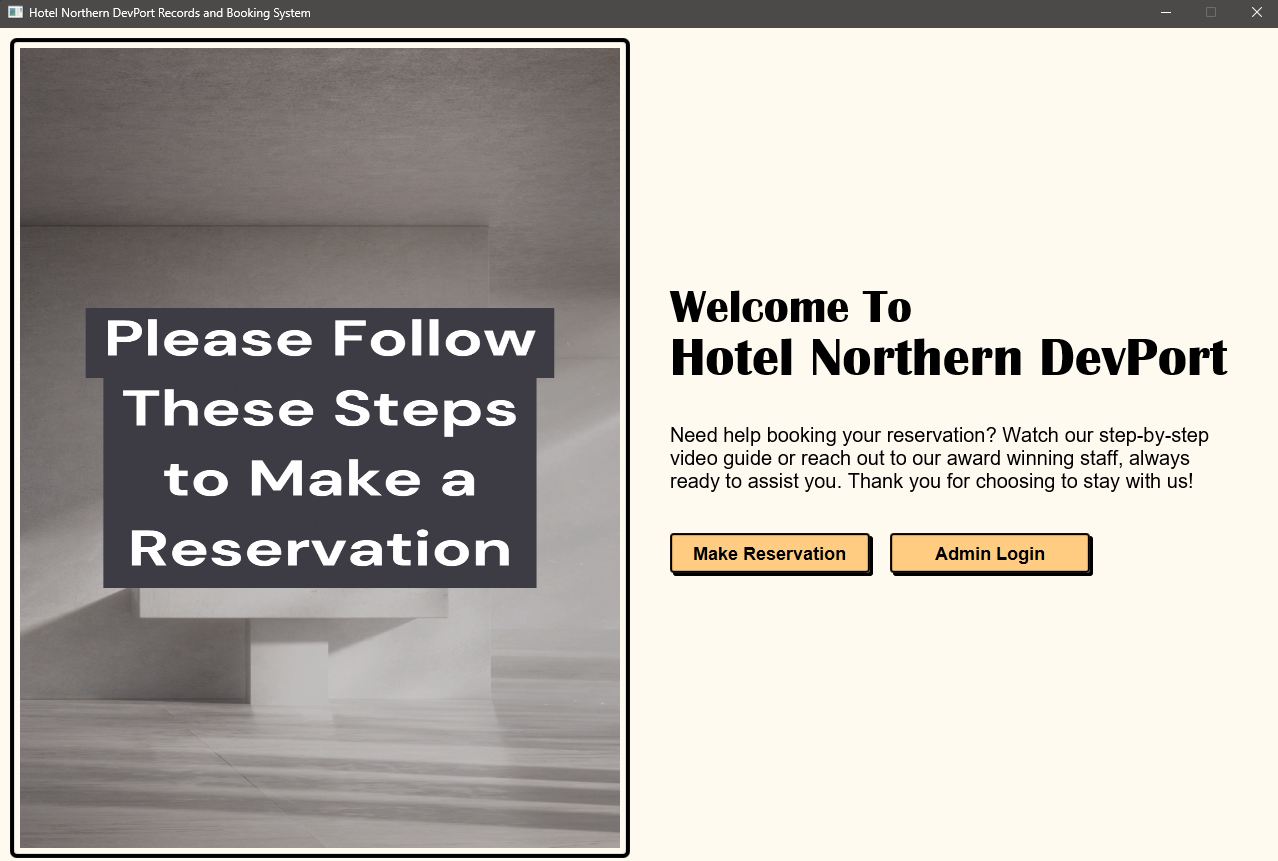 Hotel Northern DevPort Records and Booking System
Please Follow
These Steps
to Make a
Reservation
Welcome To
Hotel Northern DevPort
Need help booking your reservation? Watch our step-by-step
video guide or reach out to our award winning staff, always
ready to assist you. Thank you for choosing to stay with us!
Make Reservation
Admin Login